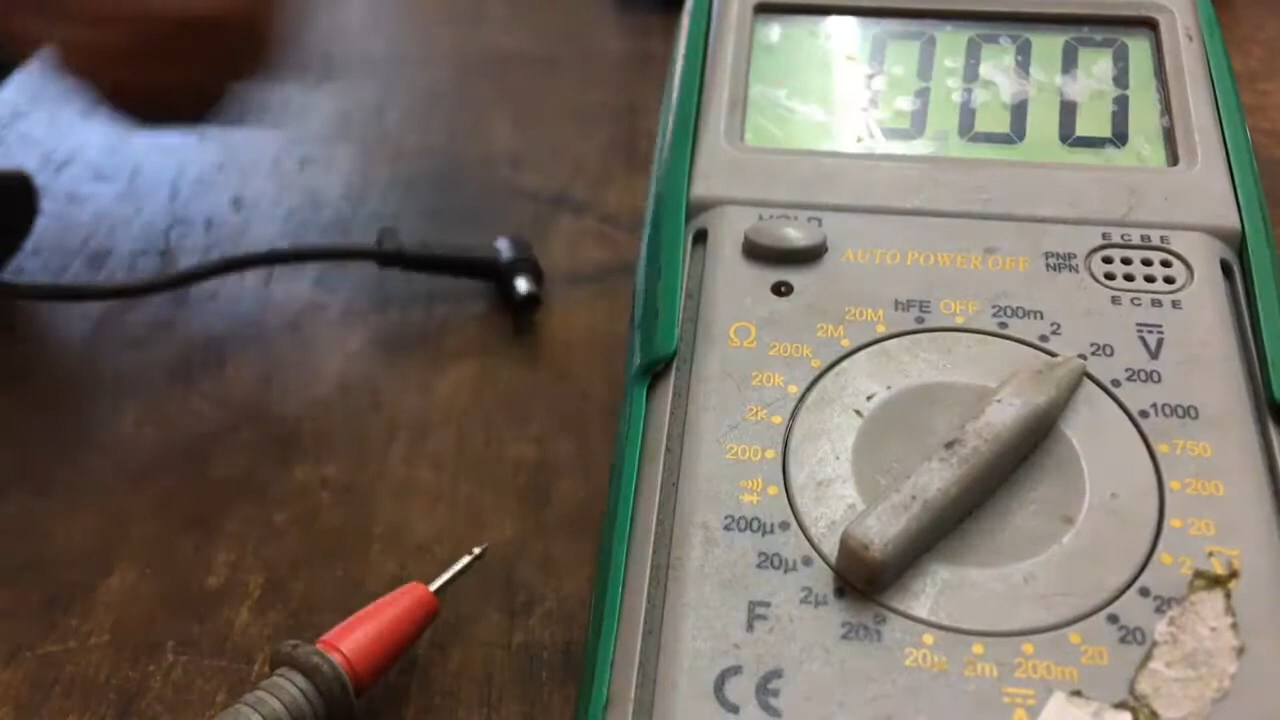 0.00
HOLD
AUTO POWER OFF
PNP
NPN
E C B E
E C B E
hFE
OFF
200m
2
20
200
1000
V
750
200
20
2
20
20
200m
2m
20µ
20n
2µ
20µ
200µ
200
2k
20k
200k
2M
20M
Ω
F
CE
A